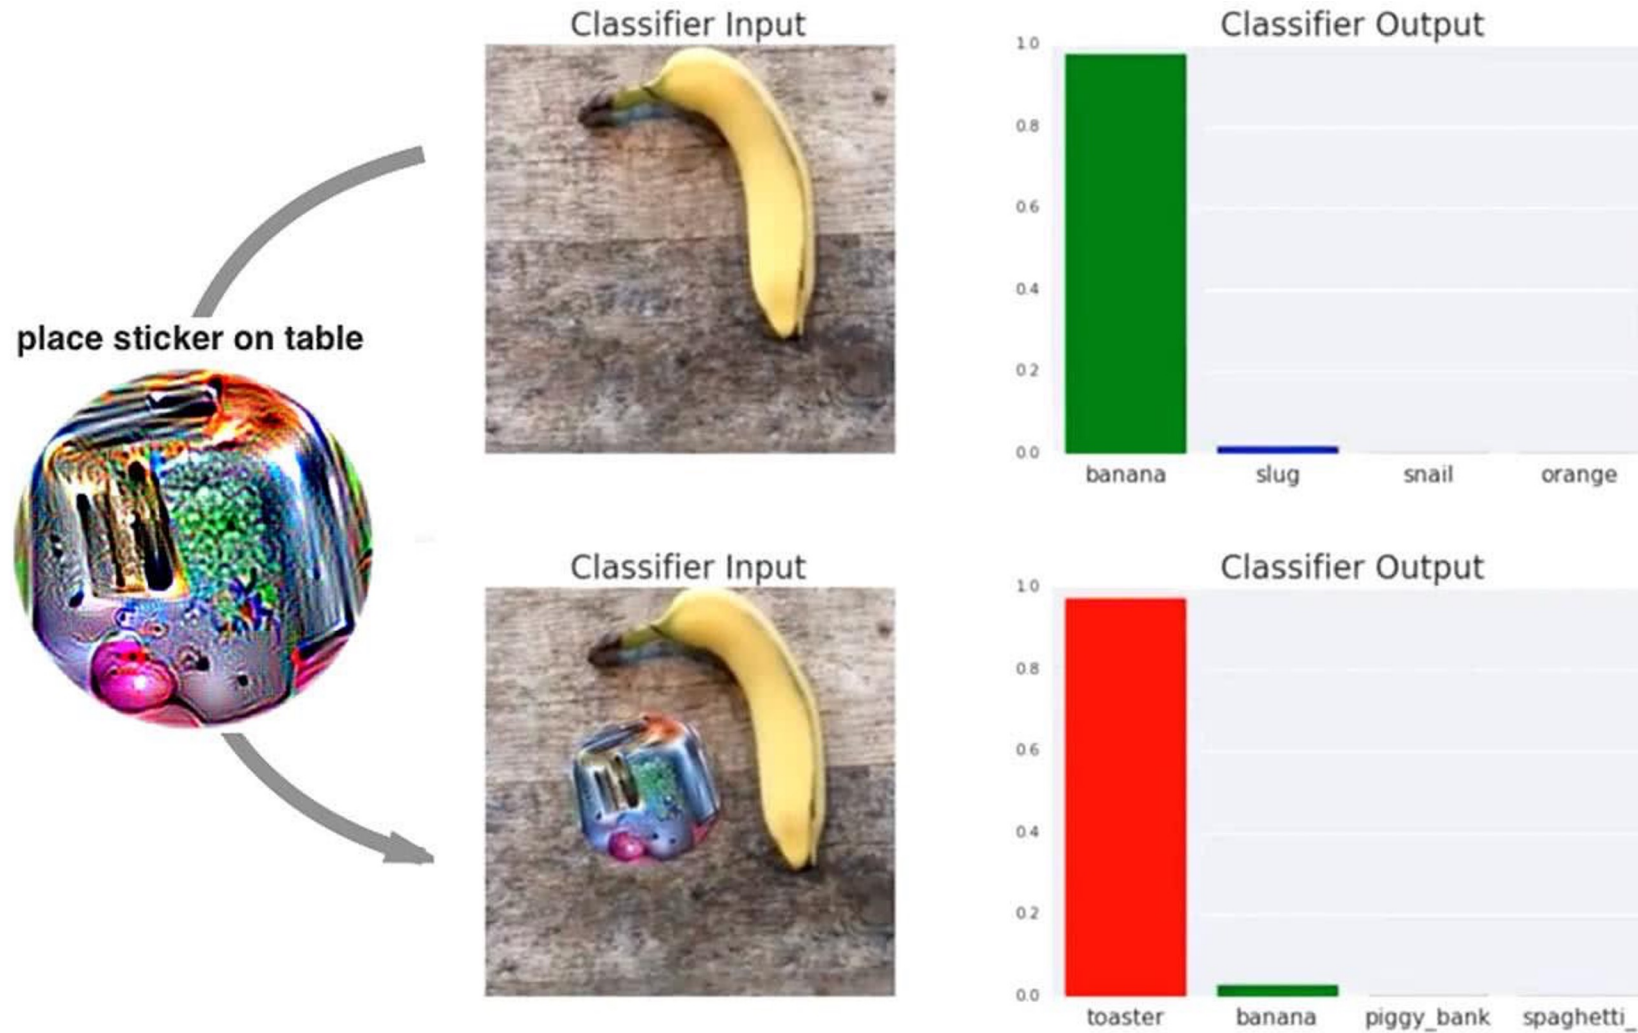 Classifier Input
Classifier Output
1.0
0.8
0.6
0.4
0.2
0.0
banana slug snail orange
place sticker on table
Classifier Input
Classifier Output
1.0
0.8
0.6
0.4
0.2
0.0
toaster banana piggy_bank spaghetti_